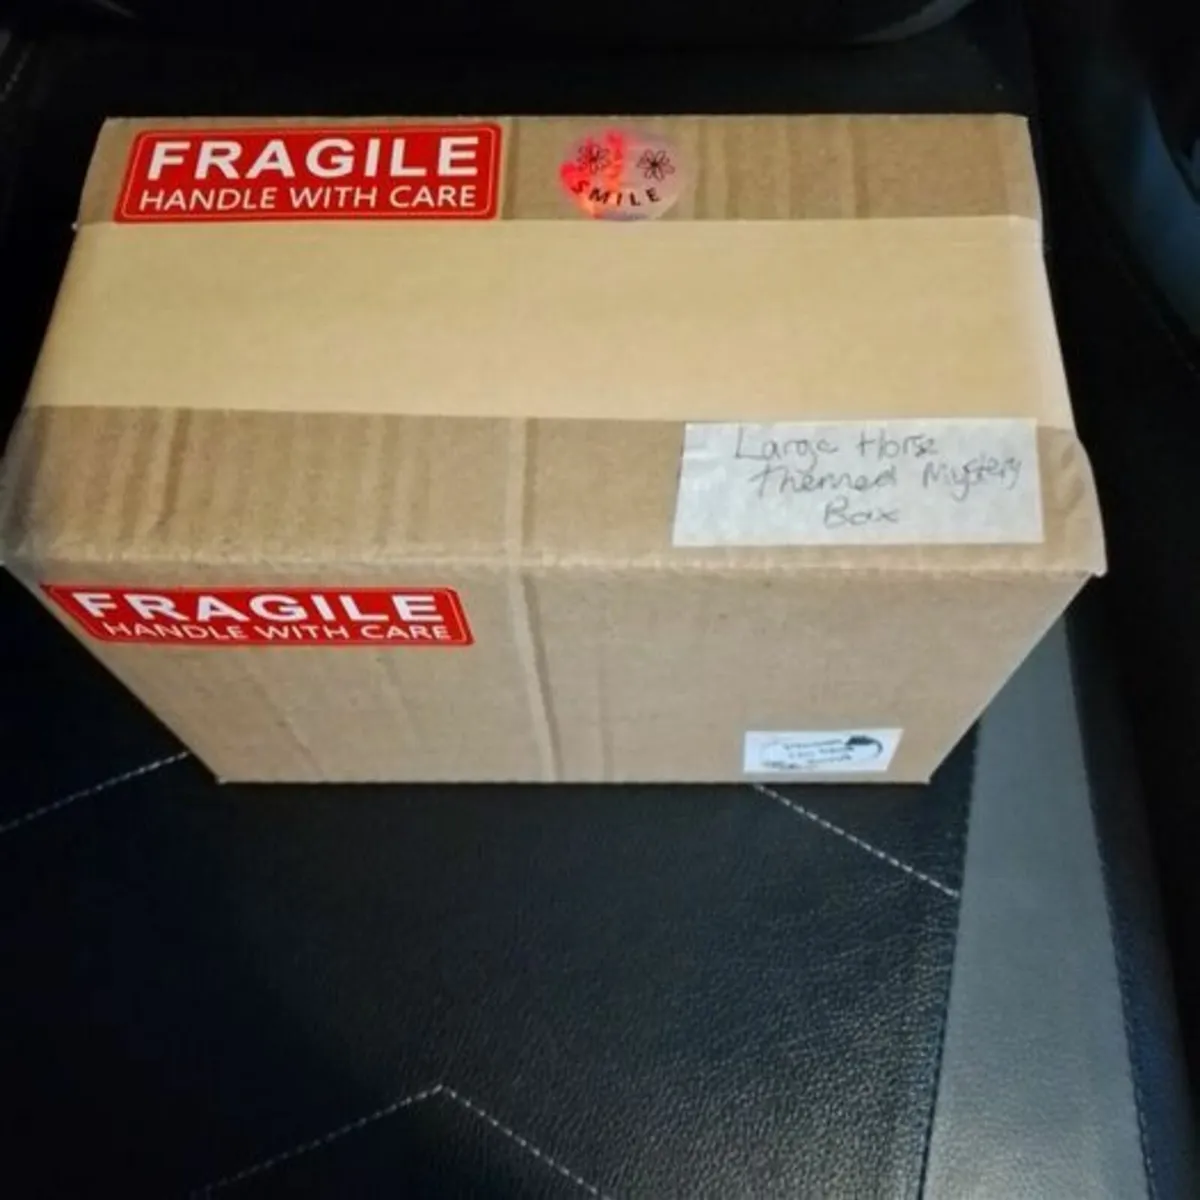 FRAGILE
HANDLE WITH CARE
SMILE
Large Horse
Themed Mystery
Box
FRAGILE
HANDLE WITH CARE